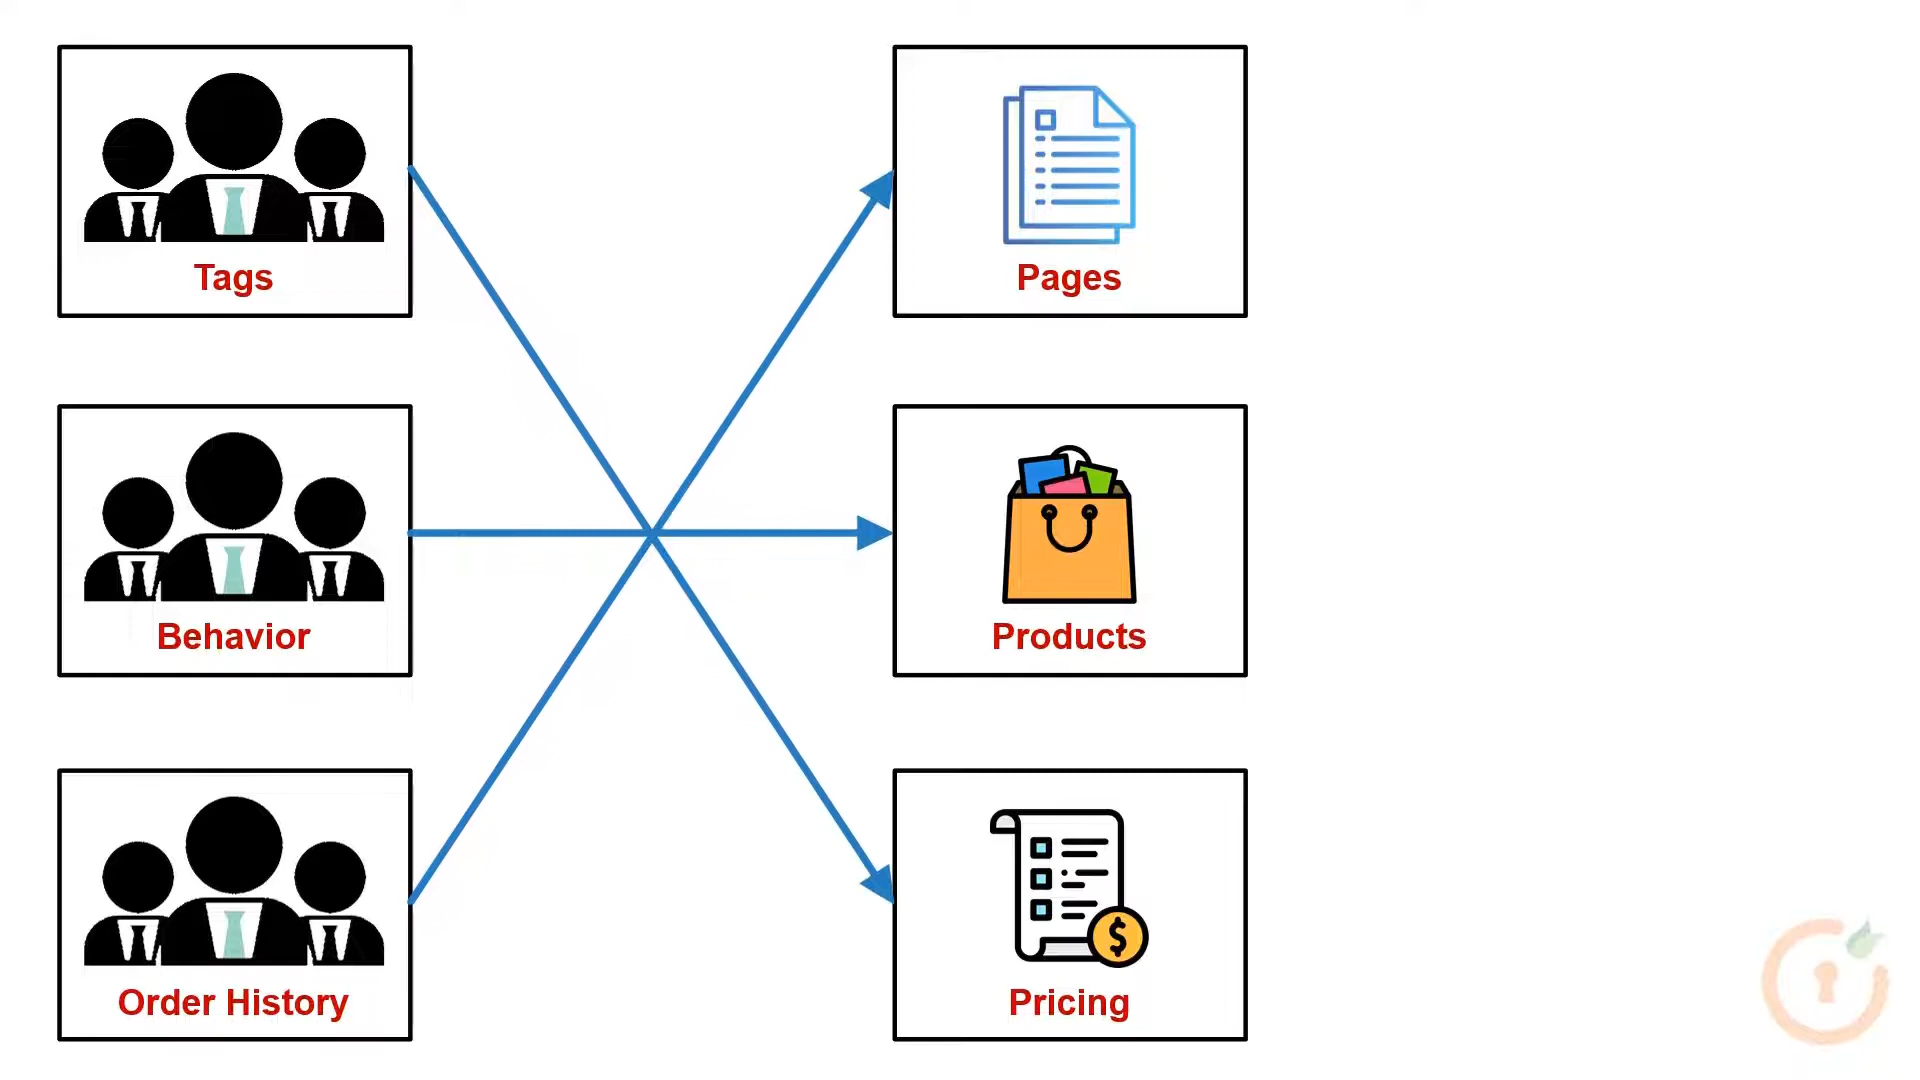 Tags
Pages
Behavior
Products
$
Order History
Pricing